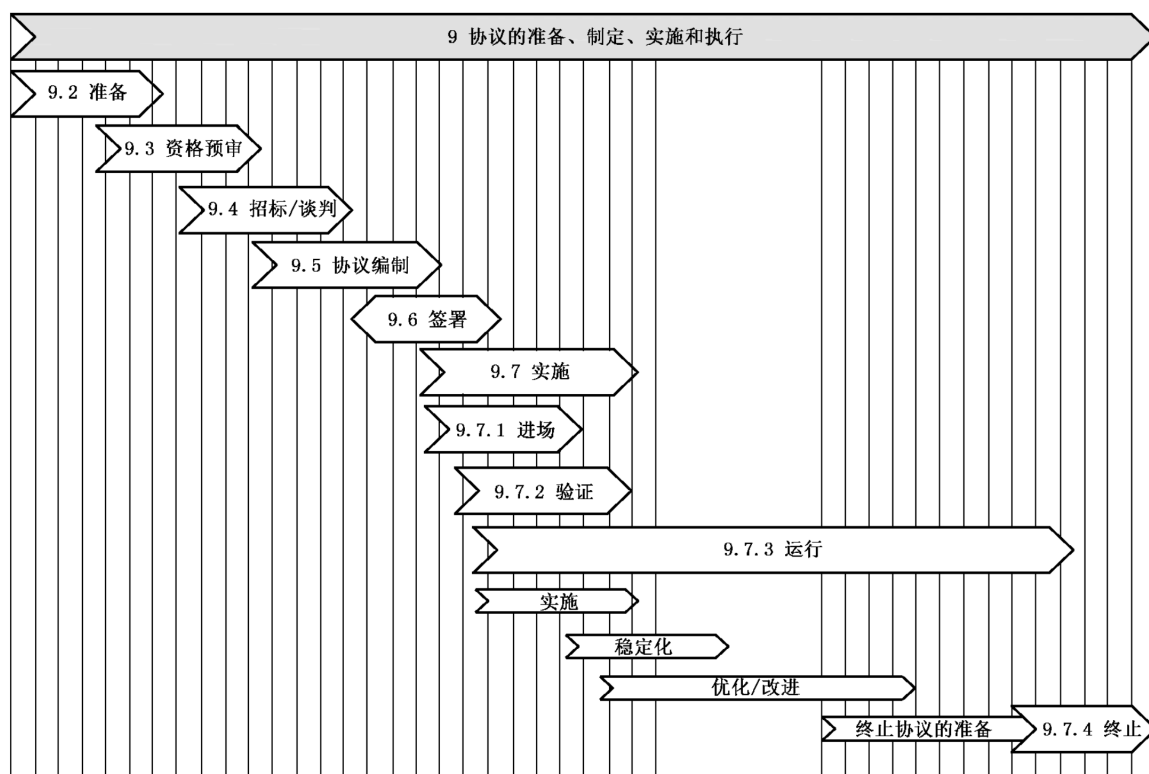 9 协议的准备、制定、实施和执行
9.2 准备
9.3 资格预审
9.4 招标/谈判
9.5 协议编制
9.6 签署
9.7 实施
9.7.1 进场
9.7.2 验证
9.7.3 运行
实施
稳定化
优化/改进
终止协议的准备
9.7.4 终止